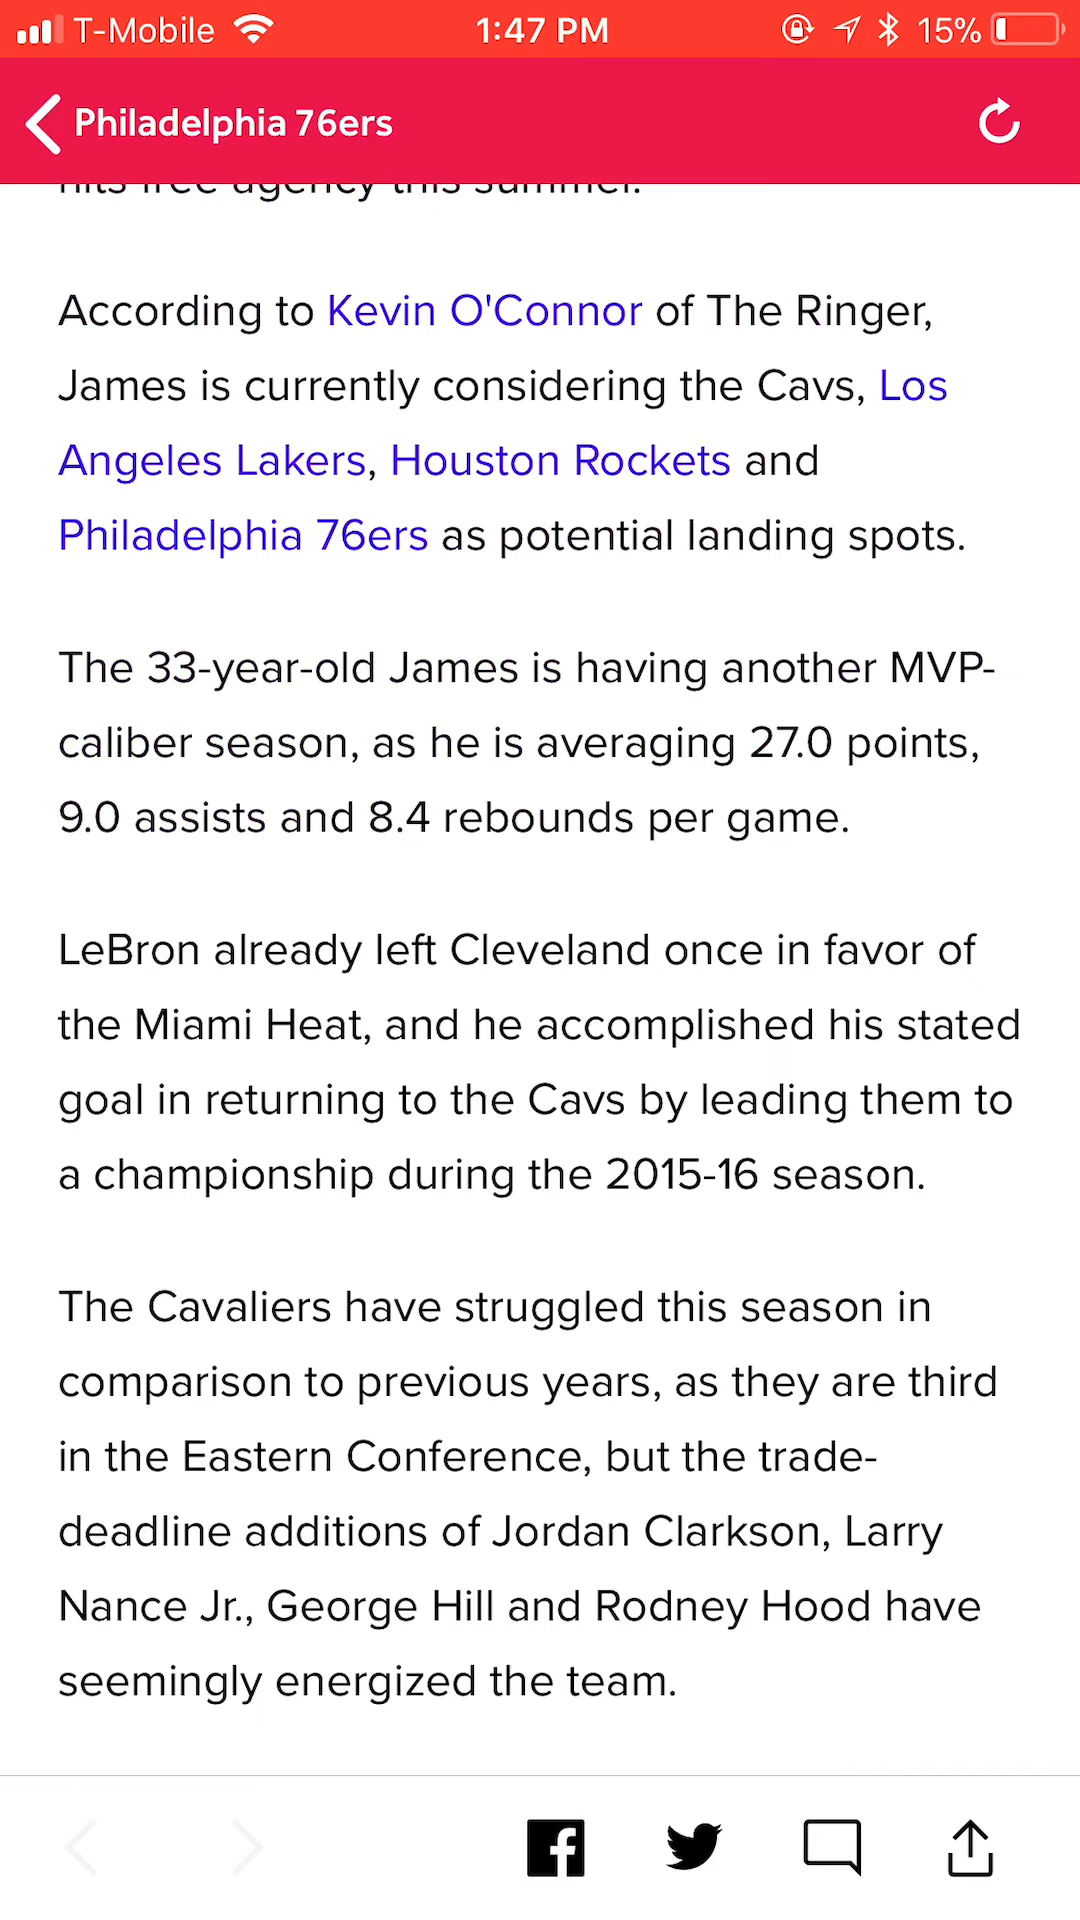 T-Mobile 1:47 PM 15%
Philadelphia 76ers
hits free agency this summer.
According to Kevin O'Connor of The Ringer,
James is currently considering the Cavs, Los
Angeles Lakers, Houston Rockets and
Philadelphia 76ers as potential landing spots.
The 33-year-old James is having another MVP-
caliber season, as he is averaging 27.0 points,
9.0 assists and 8.4 rebounds per game.
LeBron already left Cleveland once in favor of
the Miami Heat, and he accomplished his stated
goal in returning to the Cavs by leading them to
a championship during the 2015-16 season.
The Cavaliers have struggled this season in
comparison to previous years, as they are third
in the Eastern Conference, but the trade-
deadline additions of Jordan Clarkson, Larry
Nance Jr., George Hill and Rodney Hood have
seemingly energized the team.